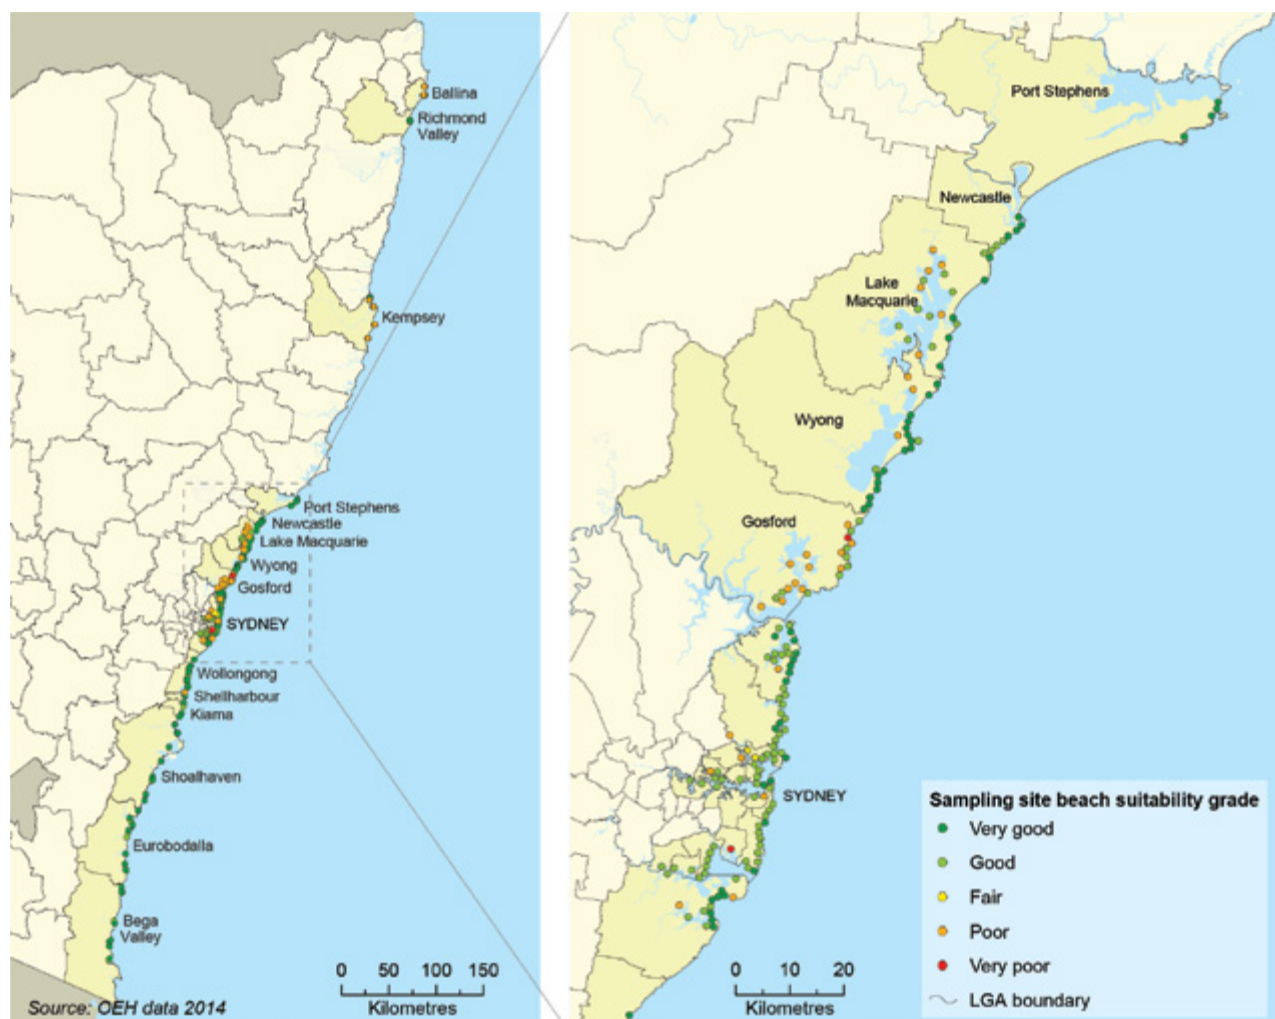 Ballina
Richmond
Valley
Kempsey
Port Stephens
Newcastle
Lake Macquarie
Wyong
Gosford
SYDNEY
Wollongong
Shellharbour
Kiama
Shoalhaven
Eurobodalla
Bega
Valley
0 50 100 150
Kilometres
Source: OEH data 2014
Port Stephens
Newcastle
Lake
Macquarie
Wyong
Gosford
SYDNEY
0 10 20
Kilometres
Sampling site beach suitability grade
Very good
Good
Fair
Poor
Very poor
LGA boundary